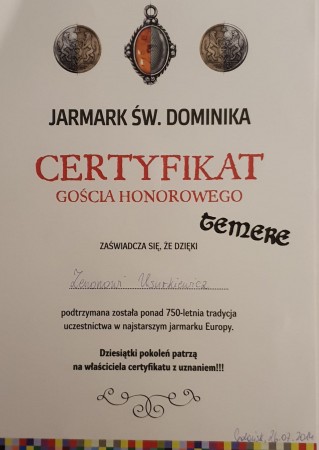 JARMARK ŚW. DOMINIKA
CERTYFIKAT
GOŚCIA HONOROWEGO
TEMERE
ZAŚWIADCZA SIĘ, ŻE DZIĘKI
Zenonowi
podtrzymana została ponad 750-letnia tradycja
uczestnictwa w najstarszym jarmarku Europy.
Dziesiątki pokoleń patrzą
na właściciela certyfikatu z uznaniem!!!